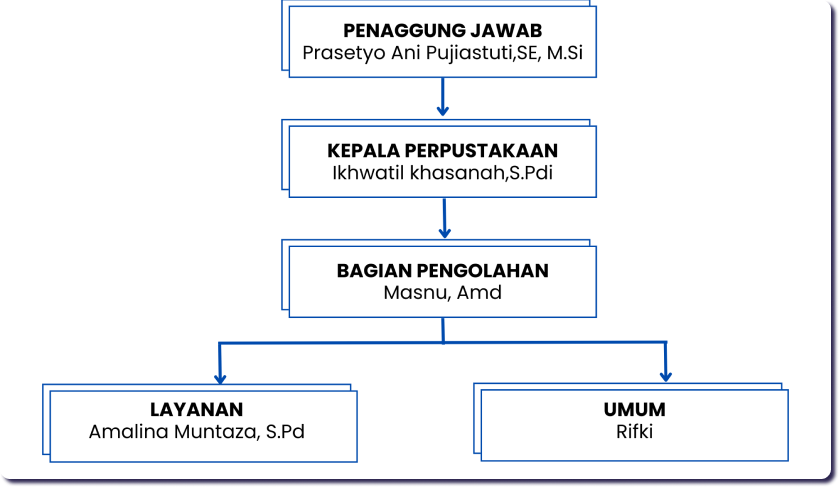 PENAGGUNG JAWAB
Prasetyo Ani Pujiastuti,SE, M.Si
KEPALA PERPUSTAKAAN
Ikhwatil khasanah,S.Pdi
BAGIAN PENGOLAHAN
Masnu, Amd
LAYANAN
Amalina Muntaza, S.Pd
UMUM
Rifki